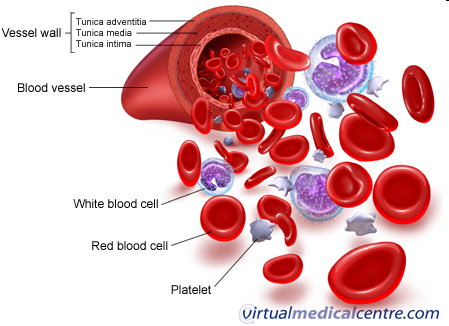 Tunica adventitia
Vessel wall
Tunica media
Tunica intima
Blood vessel
White blood cell
Red blood cell
Platelet
virtualmedicalcentre.com